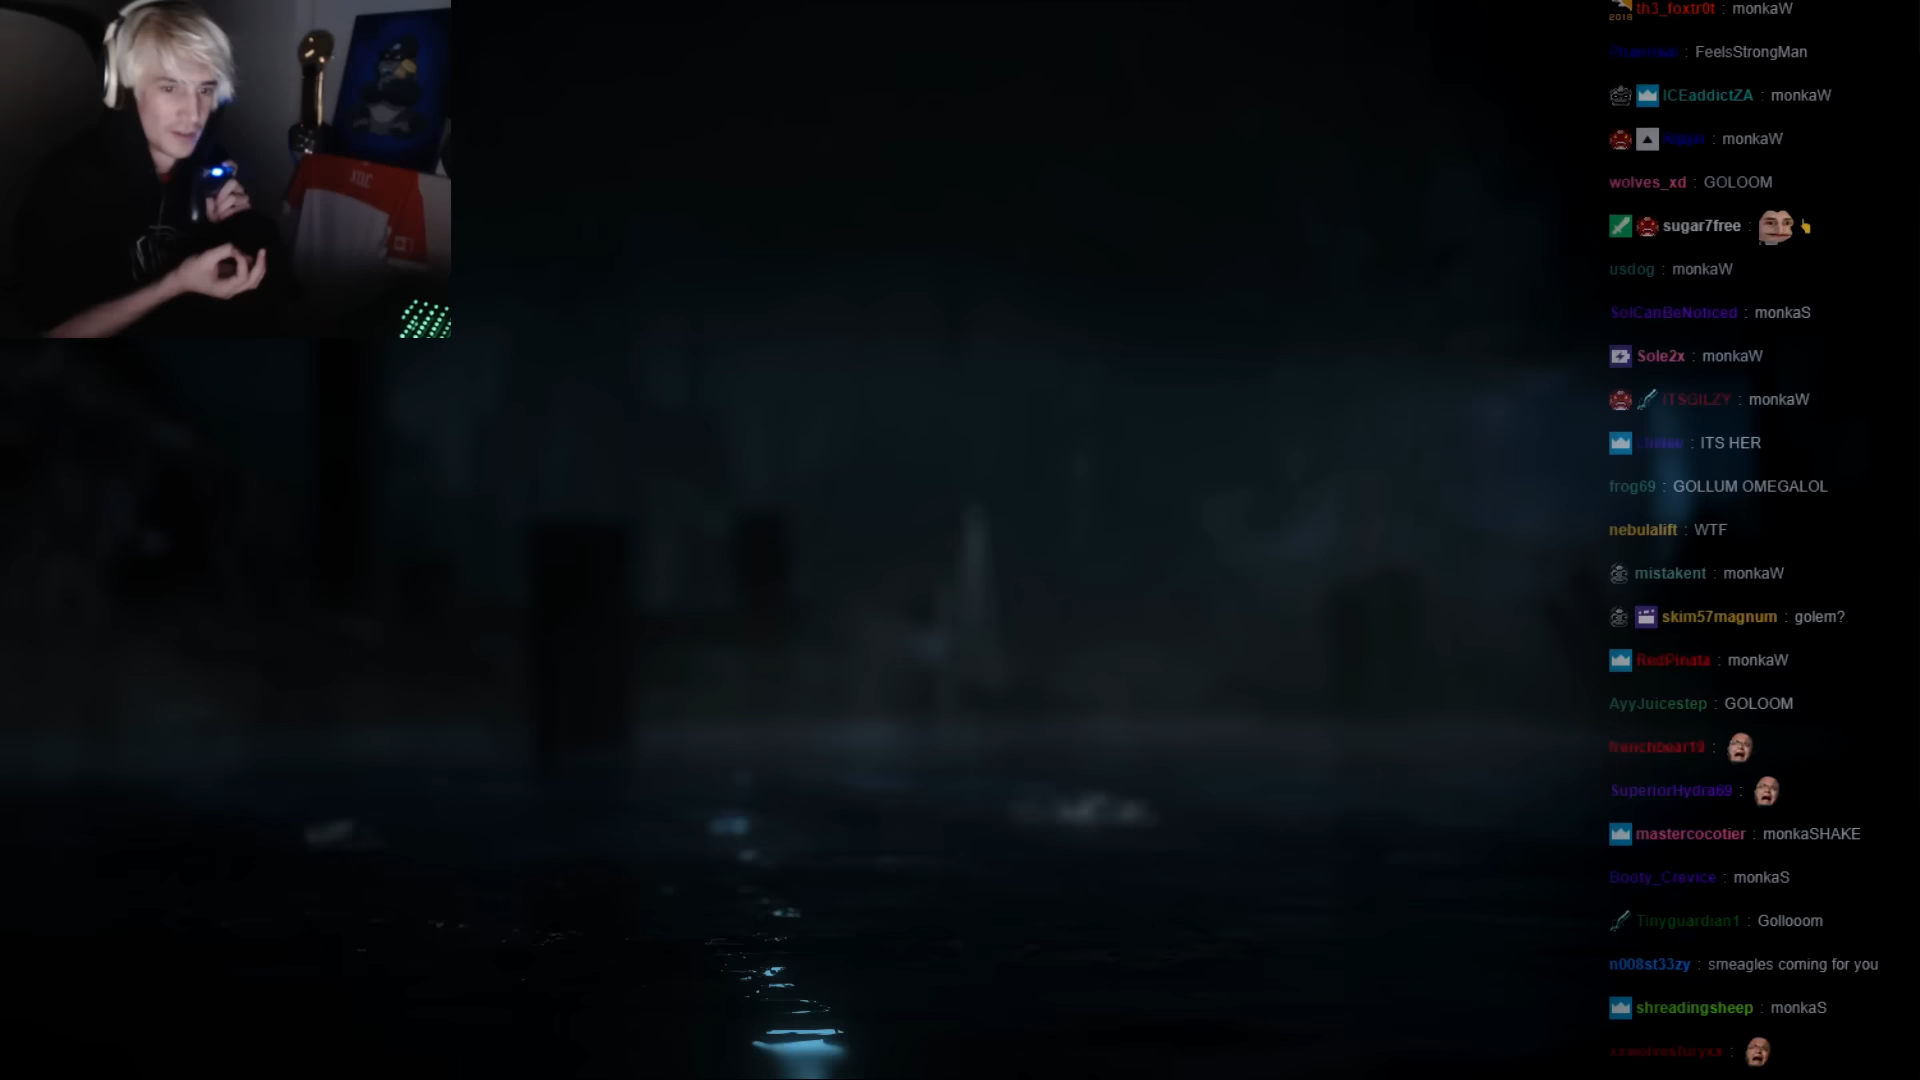 2018 th3_foxtr0t : monkaW
: FeelsStrongMan
ICEaddictZA : monkaW
: monkaW
wolves_xd : GOLOOM
sugar7free :
usdog : monkaW
SolCanBeNoticed : monkaS
Sole2x : monkaW
ITSGILZY : monkaW
: ITS HER
frog69 : GOLLUM OMEGALOL
nebulalift : WTF
mistakent : monkaW
skim57magnum : golem?
RedPinata : monkaW
AyyJuicestep : GOLOOM
frenchbear19 :
SuperiorHydra69 :
mastercocotier : monkaSHAKE
Booty_Crevice : monkaS
Tinyguardian1 : Gollooom
n008st33zy : smeagles coming for you
shreadingsheep : monkaS